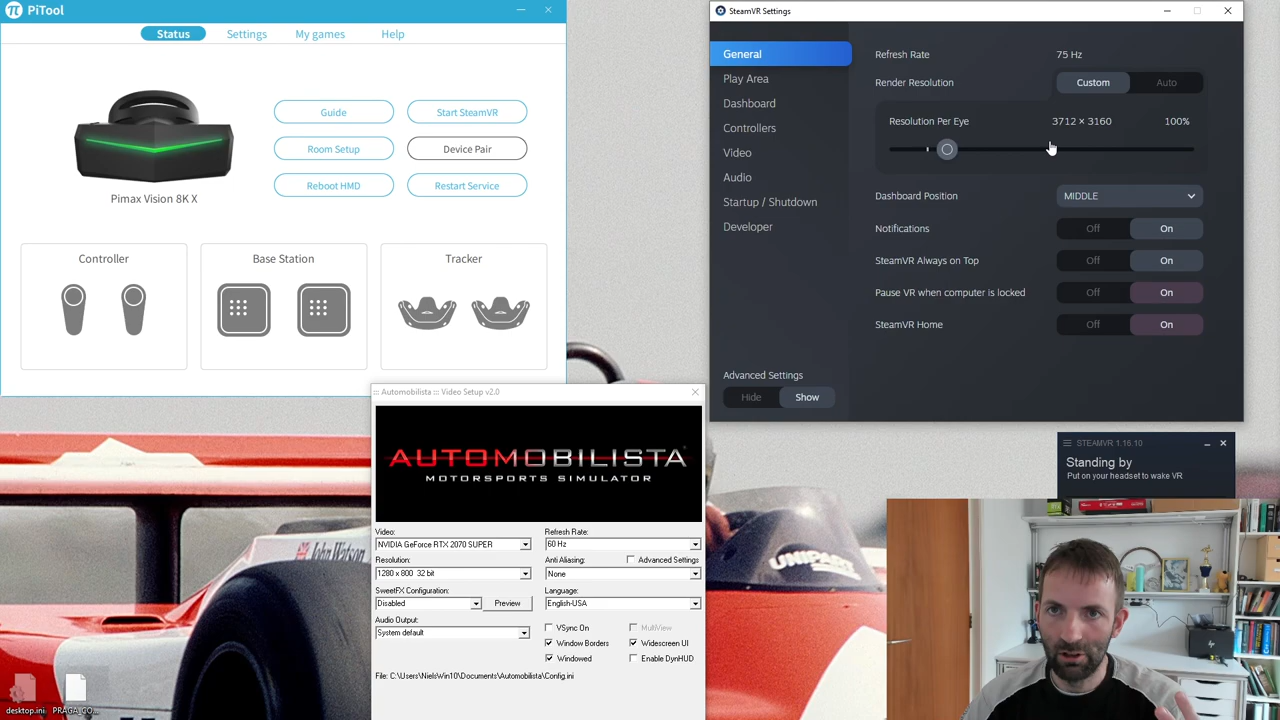 PiTool
Status
Settings
My games
Help
Guide
Start SteamVR
Room Setup
Device Pair
Reboot HMD
Restart Service
Pimax Vision 8K X
Controller
Base Station
Tracker
SteamVR Settings
General
Play Area
Dashboard
Controllers
Video
Audio
Startup / Shutdown
Developer
Advanced Settings
Hide
Show
Refresh Rate
75 Hz
Render Resolution
Custom
Auto
Resolution Per Eye
3712 × 3160
100%
Dashboard Position
MIDDLE
Notifications
Off
On
SteamVR Always on Top
Off
On
Pause VR when computer is locked
Off
On
SteamVR Home
Off
On
::: Automobilista ::: Video Setup v2.0
AUTOMOBILISTA
MOTORSPORTS SIMULATOR
Video:
NVIDIA GeForce RTX 2070 SUPER
Refresh Rate:
60 Hz
Resolution:
1280 x 800 32 bit
Anti Aliasing:
Advanced Settings
None
SweetFX Configuration:
Disabled
Preview
Language:
English-USA
Audio Output:
System default
VSync On
MultiView
Window Borders
Widescreen UI
Windowed
Enable DynHUD
File: C:\Users\NielsWin10\Documents\Automobilista\Config.ini
STEAMVR 1.16.10
Standing by
Put on your headset to wake VR
John Watson
UNIPART
desktop.ini
PRAGA_CO...